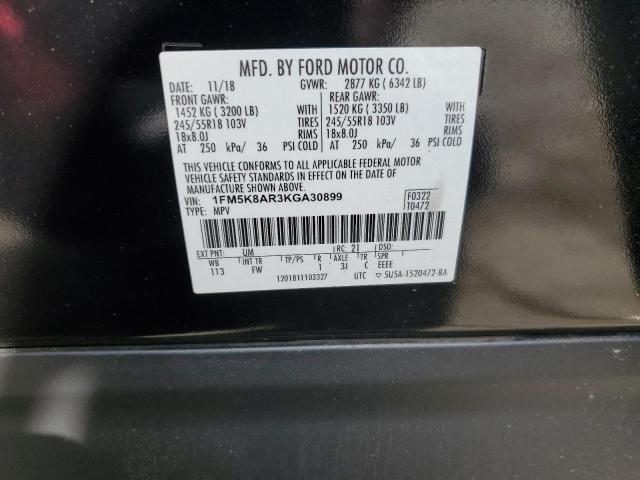 MFD. BY FORD MOTOR CO.
DATE: 11/18 GVWR: 2877 KG ( 6342 LB)
FRONT GAWR: REAR GAWR:
1452 KG ( 3200 LB) WITH 1520 KG ( 3350 LB) WITH
245/55R18 103V TIRES 245/55R18 103V TIRES
18x8.0J RIMS 18x8.0J RIMS
AT 250 kPa/ 36 PSI COLD AT 250 kPa/ 36 PSI COLD
THIS VEHICLE CONFORMS TO ALL APPLICABLE FEDERAL MOTOR
VEHICLE SAFETY STANDARDS IN EFFECT ON THE DATE OF
MANUFACTURE SHOWN ABOVE.
VIN: 1FM5K8AR3KGA30899 F0322
TYPE: MPV T0472
EXT PNT: UM RC: 21 DSO:
WB INT TR TP/PS R AXLE TR SPR
113 FW 1 3J C EEEE
1201811103327 UTC ▽ 5U5A-1520472-BA